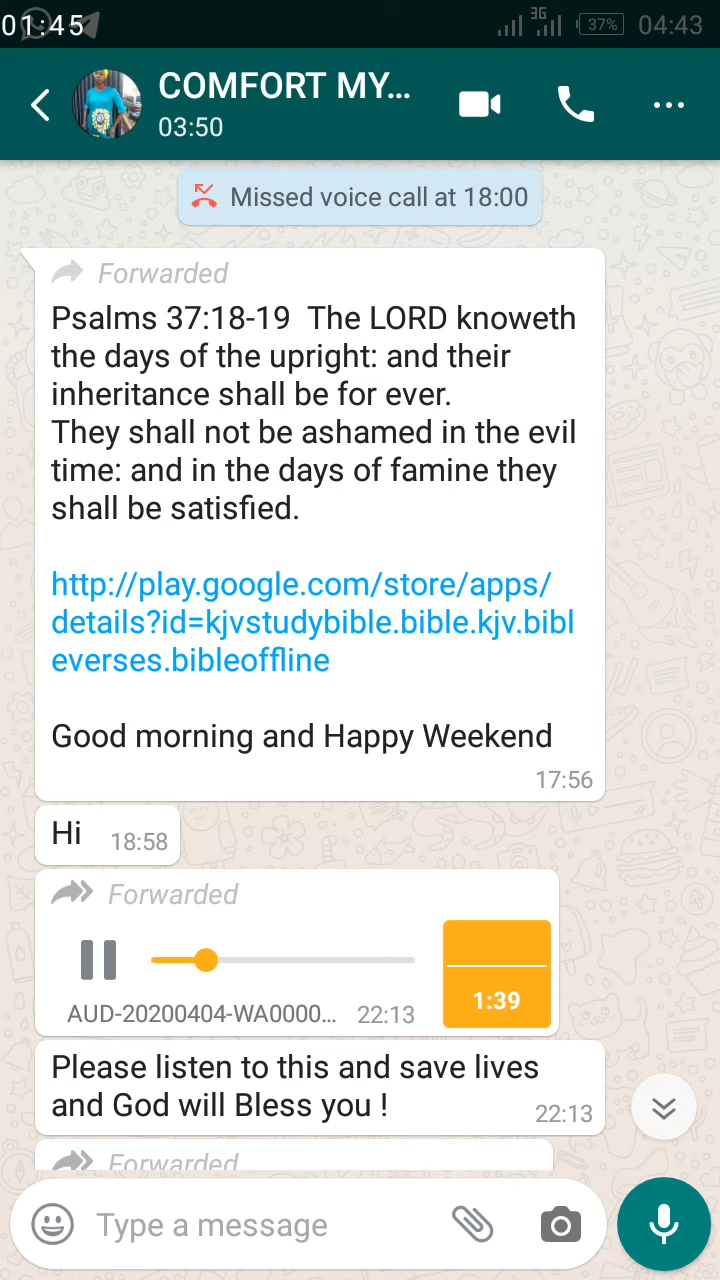 01:45
3G
37%
04:43
COMFORT MY...
03:50
Missed voice call at 18:00
Forwarded
Psalms 37:18-19  The LORD knoweth
the days of the upright: and their
inheritance shall be for ever.
They shall not be ashamed in the evil
time: and in the days of famine they
shall be satisfied.
http://play.google.com/store/apps/
details?id=kjvstudybible.bible.kjv.bibl
everses.bibleoffline
Good morning and Happy Weekend
17:56
Hi 18:58
Forwarded
1:39
AUD-20200404-WA0000... 22:13
Please listen to this and save lives
and God will Bless you !
22:13
Forwarded
Type a message